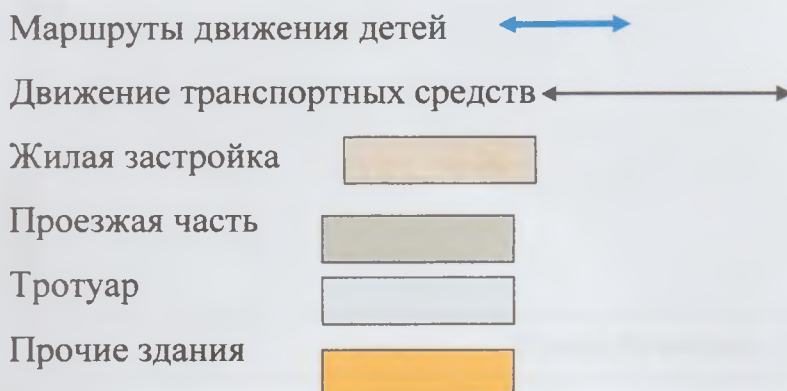 Маршруты движения детей
Движение транспортных средств
Жилая застройка
Проезжая часть
Тротуар
Прочие здания